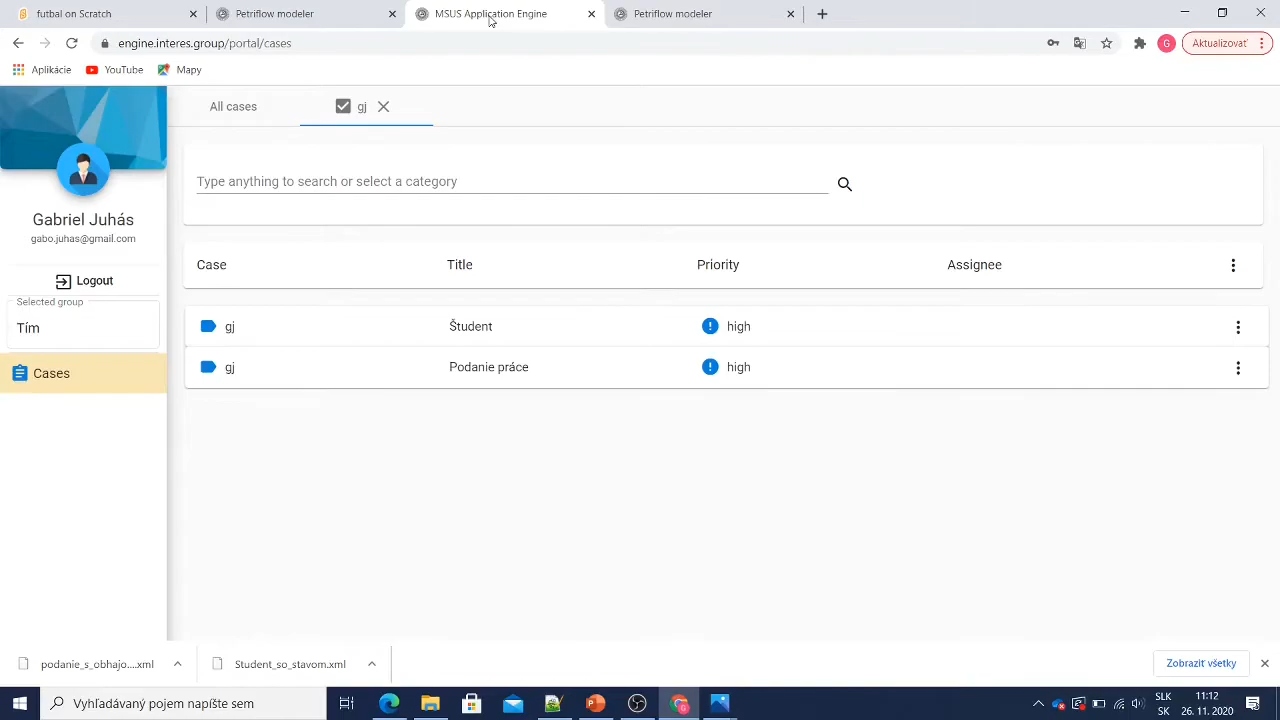 futbal on Scratch
Petriflow modeler
MSUS Application Engine
Petriflow modeler
engine.interes.group/portal/cases
G
Aktualizovať
Aplikácie
YouTube
Mapy
All cases
gj
Type anything to search or select a category
Gabriel Juhás
gabo.juhas@gmail.com
Logout
Selected group
Tím
Cases
Case Title Priority Assignee
gj Študent high
gj Podanie práce high
podanie_s_obhajo....xml
Student_so_stavom.xml
Zobraziť všetky
Vyhľadávaný pojem napíšte sem
SLK
SK
11:12
26. 11. 2020